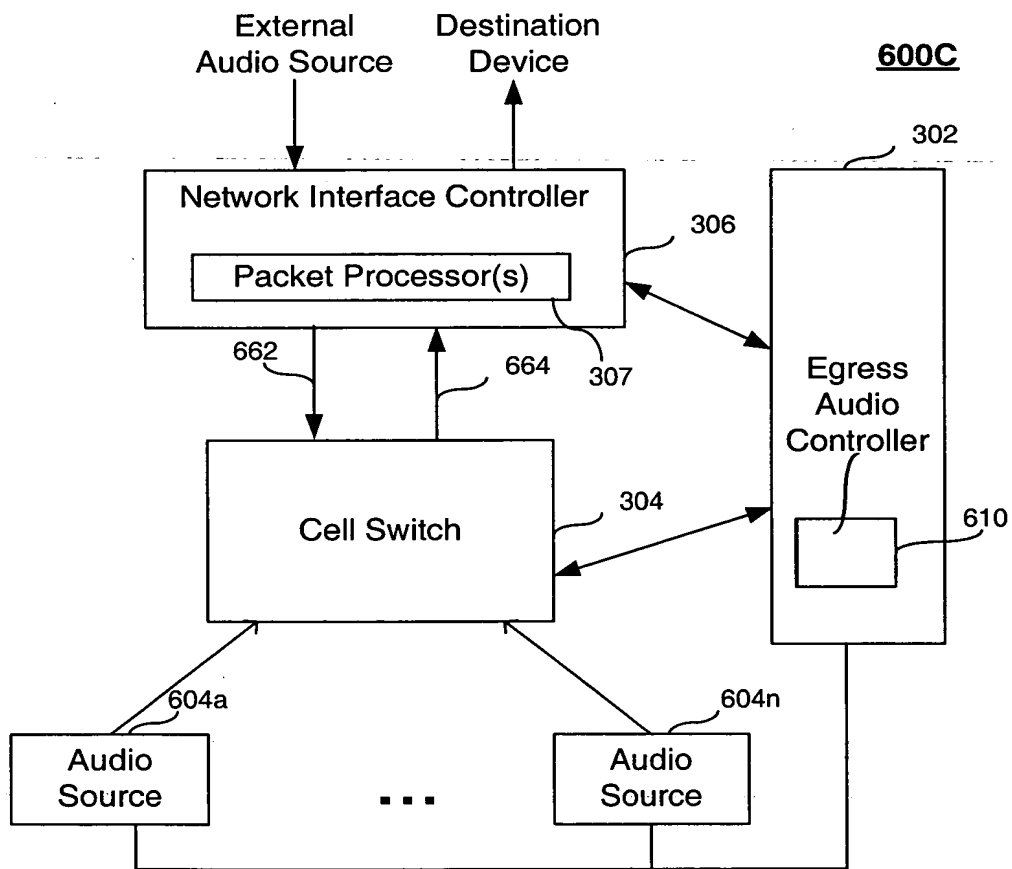 External
Audio Source
Destination
Device
600C
302
Network Interface Controller
306
Packet Processor(s)
307
662
664
Egress
Audio
Controller
Cell Switch
304
610
604a
604n
Audio
Source
...
Audio
Source